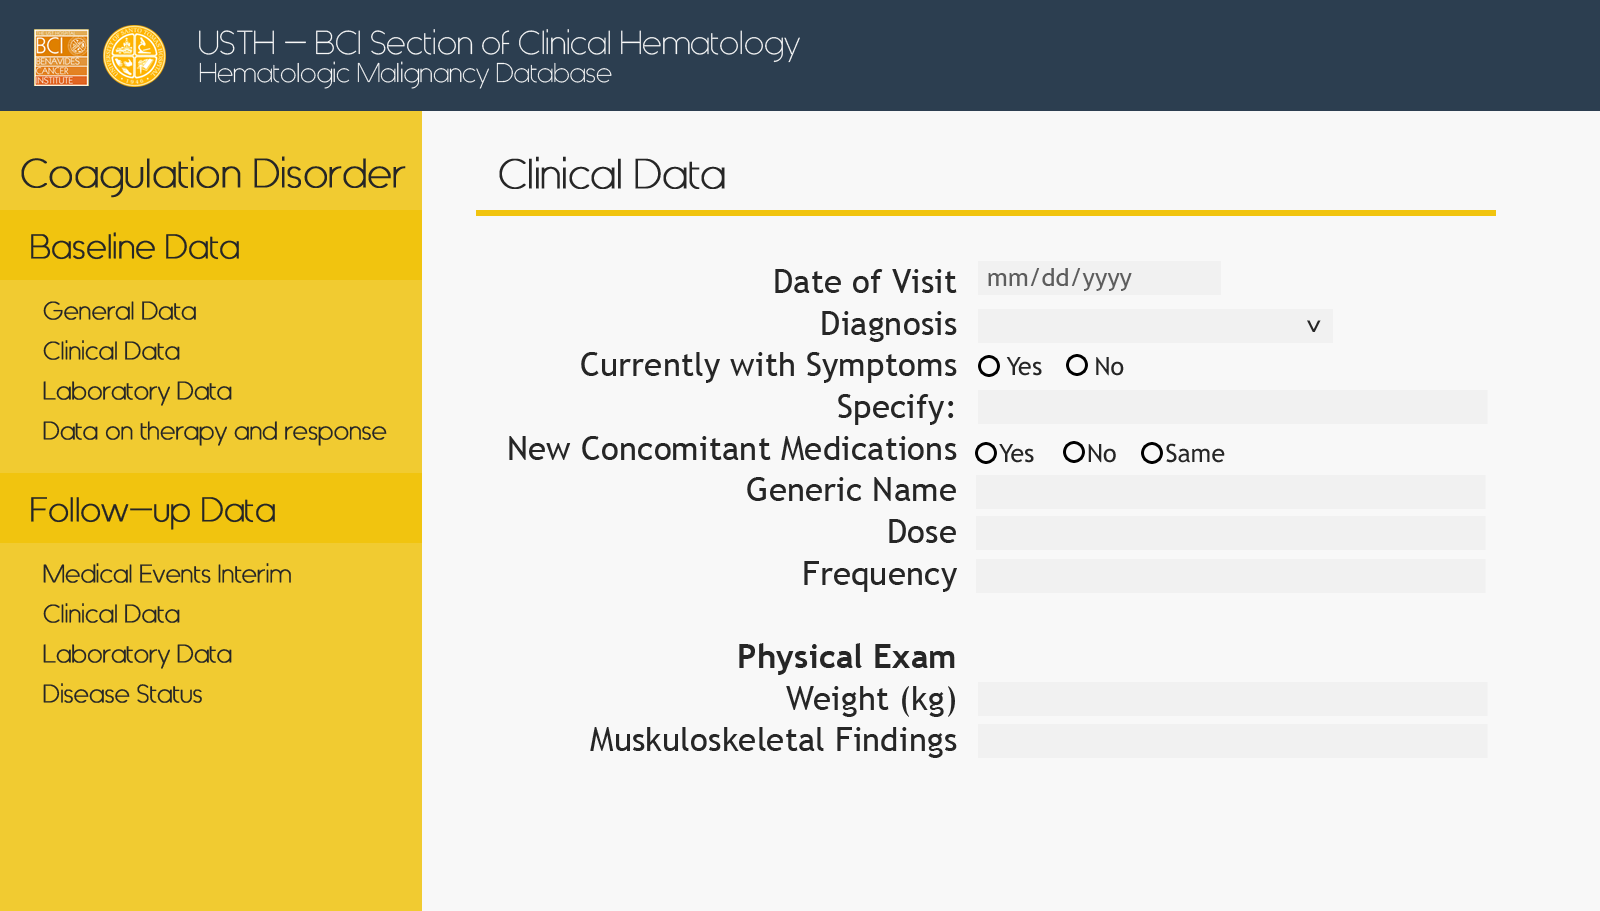 BCI
BENAVIDES
CANCER
INSTITUTE
USTH – BCI Section of Clinical Hematology
Hematologic Malignancy Database
Coagulation Disorder
Baseline Data
General Data
Clinical Data
Laboratory Data
Data on therapy and response
Follow-up Data
Medical Events Interim
Clinical Data
Laboratory Data
Disease Status
Clinical Data
Date of Visit mm/dd/yyyy
Diagnosis
Currently with Symptoms Yes No
Specify:
New Concomitant Medications Yes No Same
Generic Name
Dose
Frequency
Physical Exam
Weight (kg)
Muskuloskeletal Findings